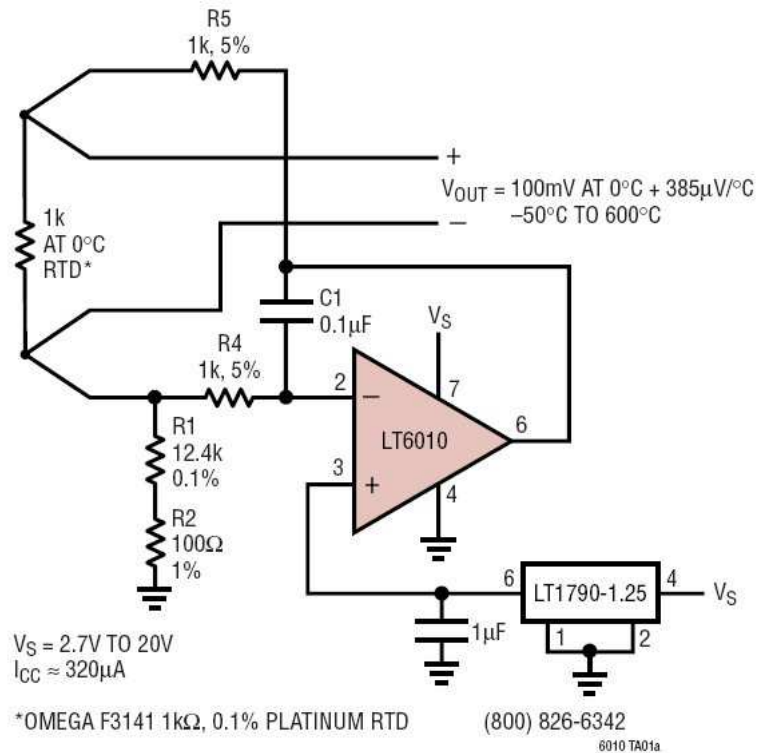 R5
1k, 5%
+
VOUT = 100mV AT 0°C + 385µV/°C
–50°C TO 600°C
–
1k
AT 0°C
RTD*
C1
0.1µF
VS
R4
1k, 5%
2
–
7
LT6010
6
R1
12.4k
0.1%
3
+
4
R2
100Ω
1%
6
LT1790-1.25
4
VS
1
2
1µF
VS = 2.7V TO 20V
ICC ≈ 320µA
*OMEGA F3141 1kΩ, 0.1% PLATINUM RTD
(800) 826-6342
6010 TA01a